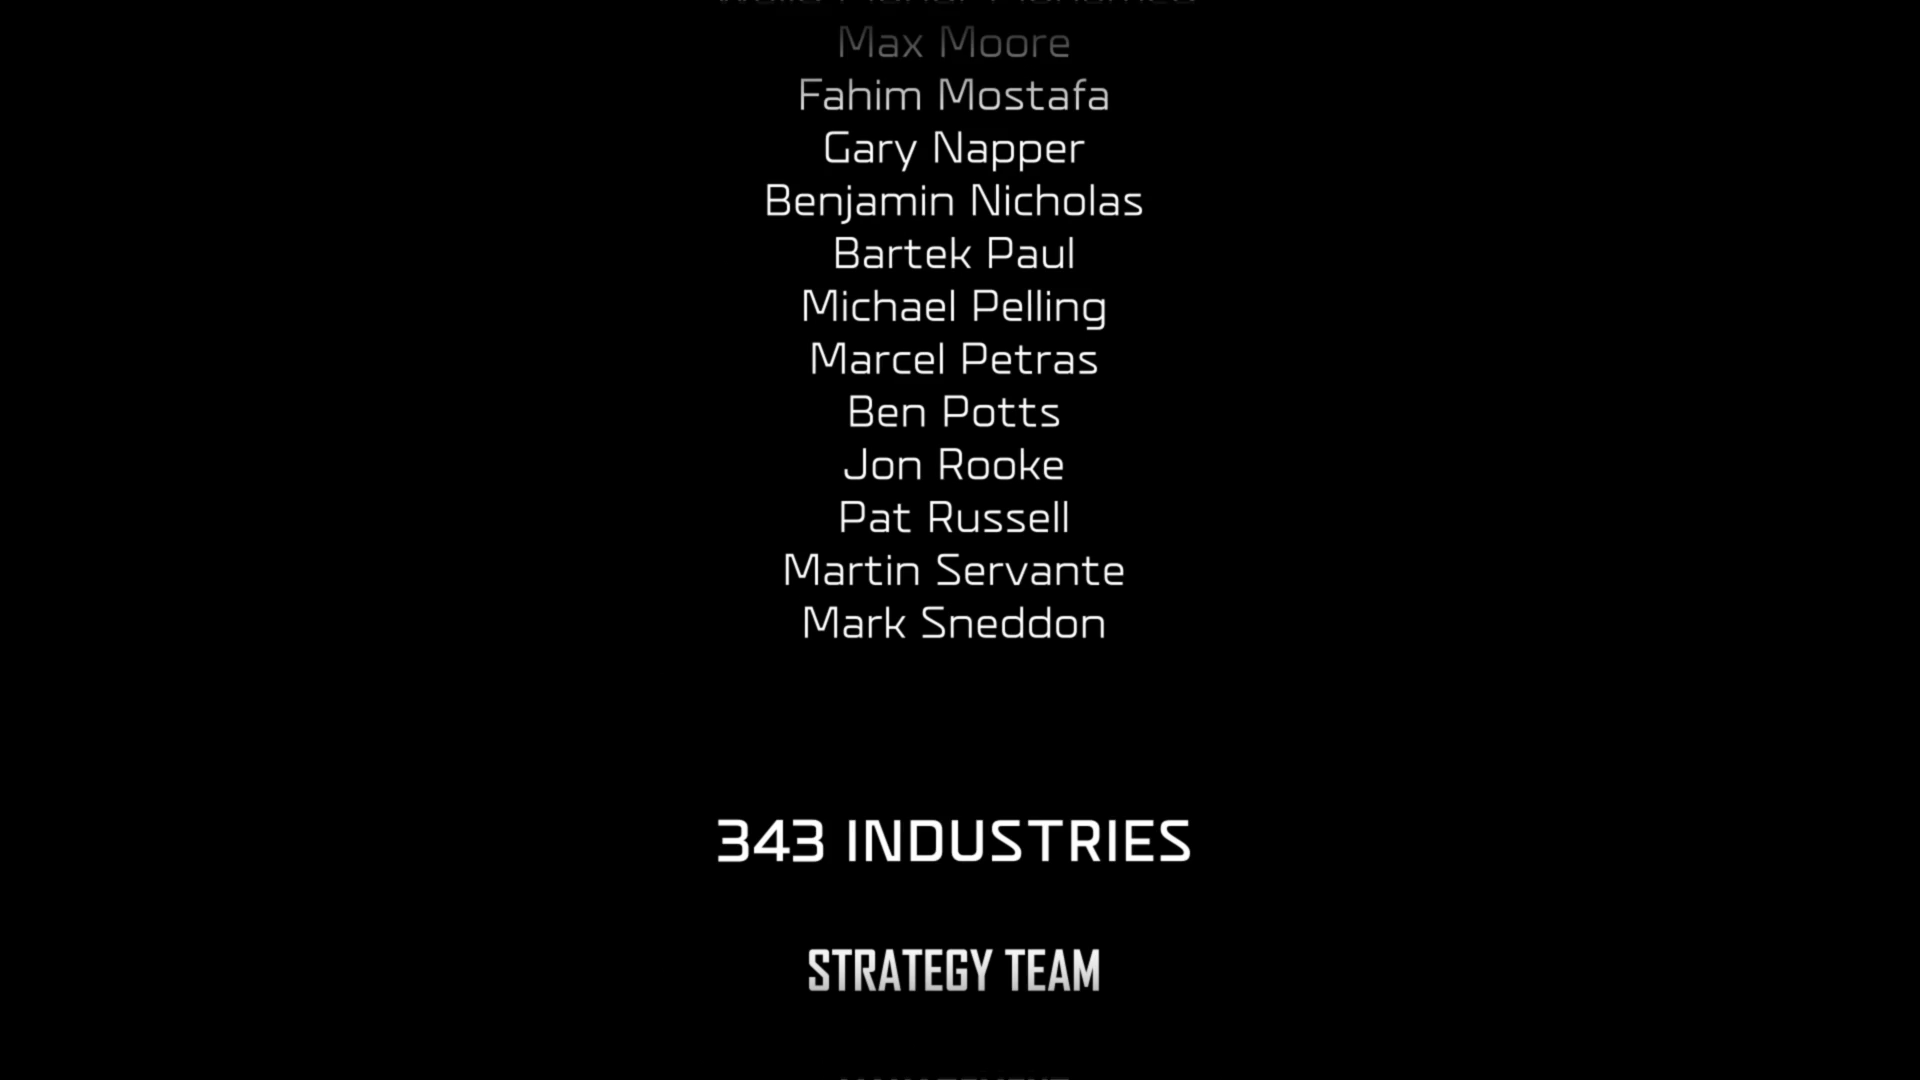 Max Moore
Fahim Mostafa
Gary Napper
Benjamin Nicholas
Bartek Paul
Michael Pelling
Marcel Petras
Ben Potts
Jon Rooke
Pat Russell
Martin Servante
Mark Sneddon
343 INDUSTRIES
STRATEGY TEAM